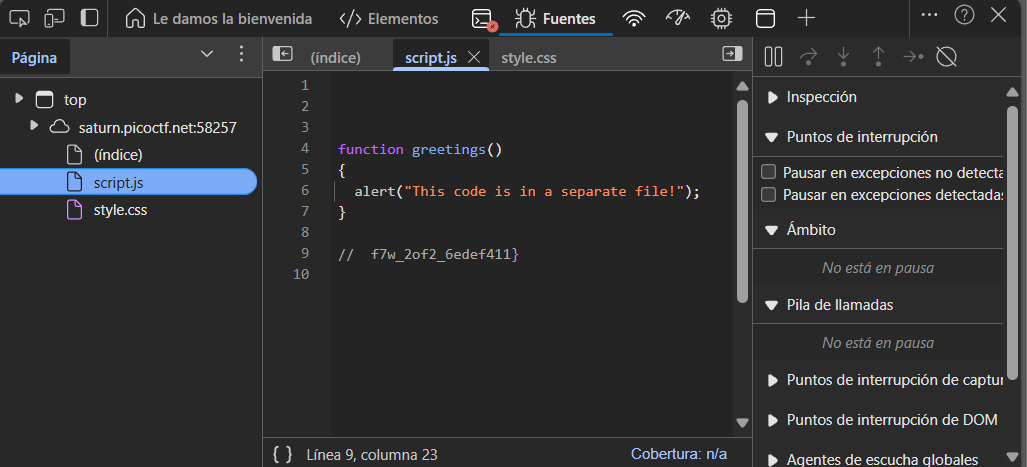 Le damos la bienvenida
Elementos
Fuentes
Página
(índice)
script.js
style.css
top
saturn.picoctf.net:58257
(índice)
script.js
style.css
1
2
3
4 function greetings()
5 {
6 alert("This code is in a separate file!");
7 }
8
9 // f7w_2of2_6edef411}
10
{ } Línea 9, columna 23
Cobertura: n/a
Inspección
Puntos de interrupción
Pausar en excepciones no detecta
Pausar en excepciones detectadas
Ámbito
No está en pausa
Pila de llamadas
No está en pausa
Puntos de interrupción de captur
Puntos de interrupción de DOM
Agentes de escucha globales